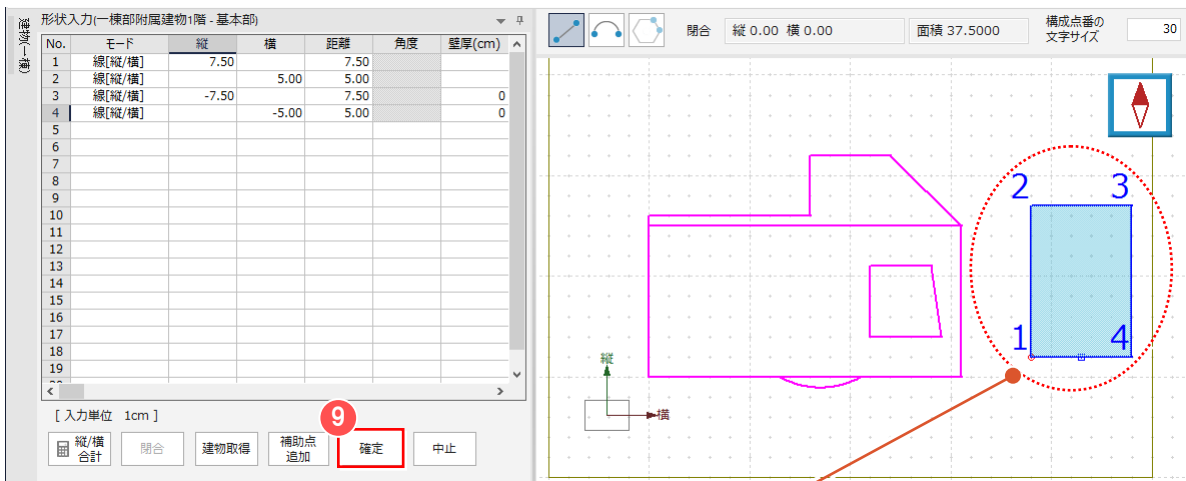 建物(一棟)
形状入力(一棟部附属建物1階 - 基本部)
No. モード 縦 横 距離 角度 壁厚(cm)
1 線[縦/横] 7.50 7.50
2 線[縦/横] 5.00 5.00
3 線[縦/横] -7.50 7.50 0
4 線[縦/横] -5.00 5.00 0
5
6
7
8
9
10
11
12
13
14
15
16
17
18
19
[ 入力単位 1cm ]
9
縦/横
合計
閉合
建物取得
補助点
追加
確定
中止
閉合 縦 0.00 横 0.00
面積 37.5000
構成点番の
文字サイズ
30
2 3
1 4
縦
横